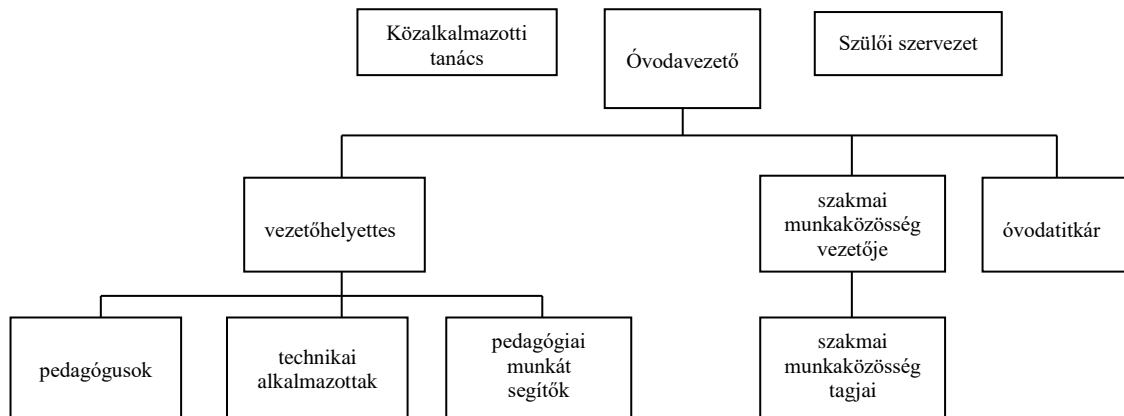 Közalkalmazotti
tanács
Óvodavezető
Szülői szervezet
vezetőhelyettes
szakmai
munkaközösség
vezetője
óvodatitkár
pedagógusok
technikai
alkalmazottak
pedagógiai
munkát
segítők
szakmai
munkaközösség
tagjai